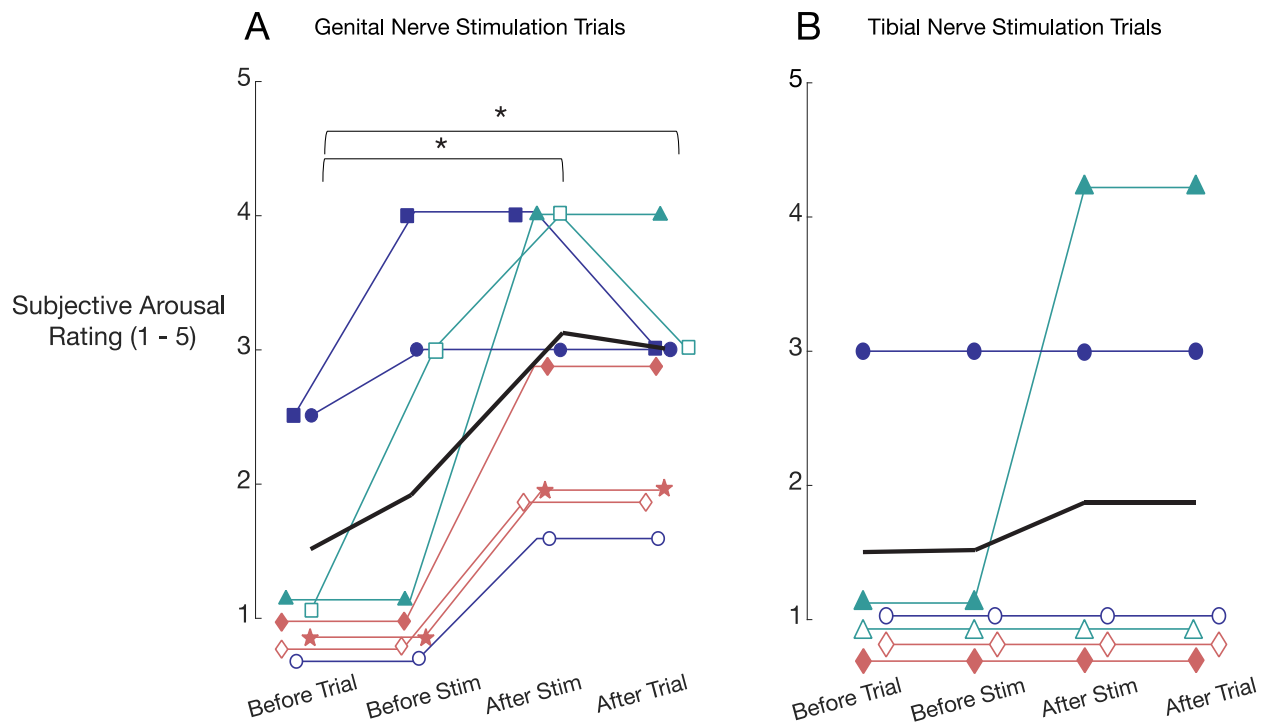 A
Genital Nerve Stimulation Trials
B
Tibial Nerve Stimulation Trials
Subjective Arousal
Rating (1 - 5)
5
4
3
2
1
*
*
Before Trial
Before Stim
After Stim
After Trial
5
4
3
2
1
Before Trial
Before Stim
After Stim
After Trial